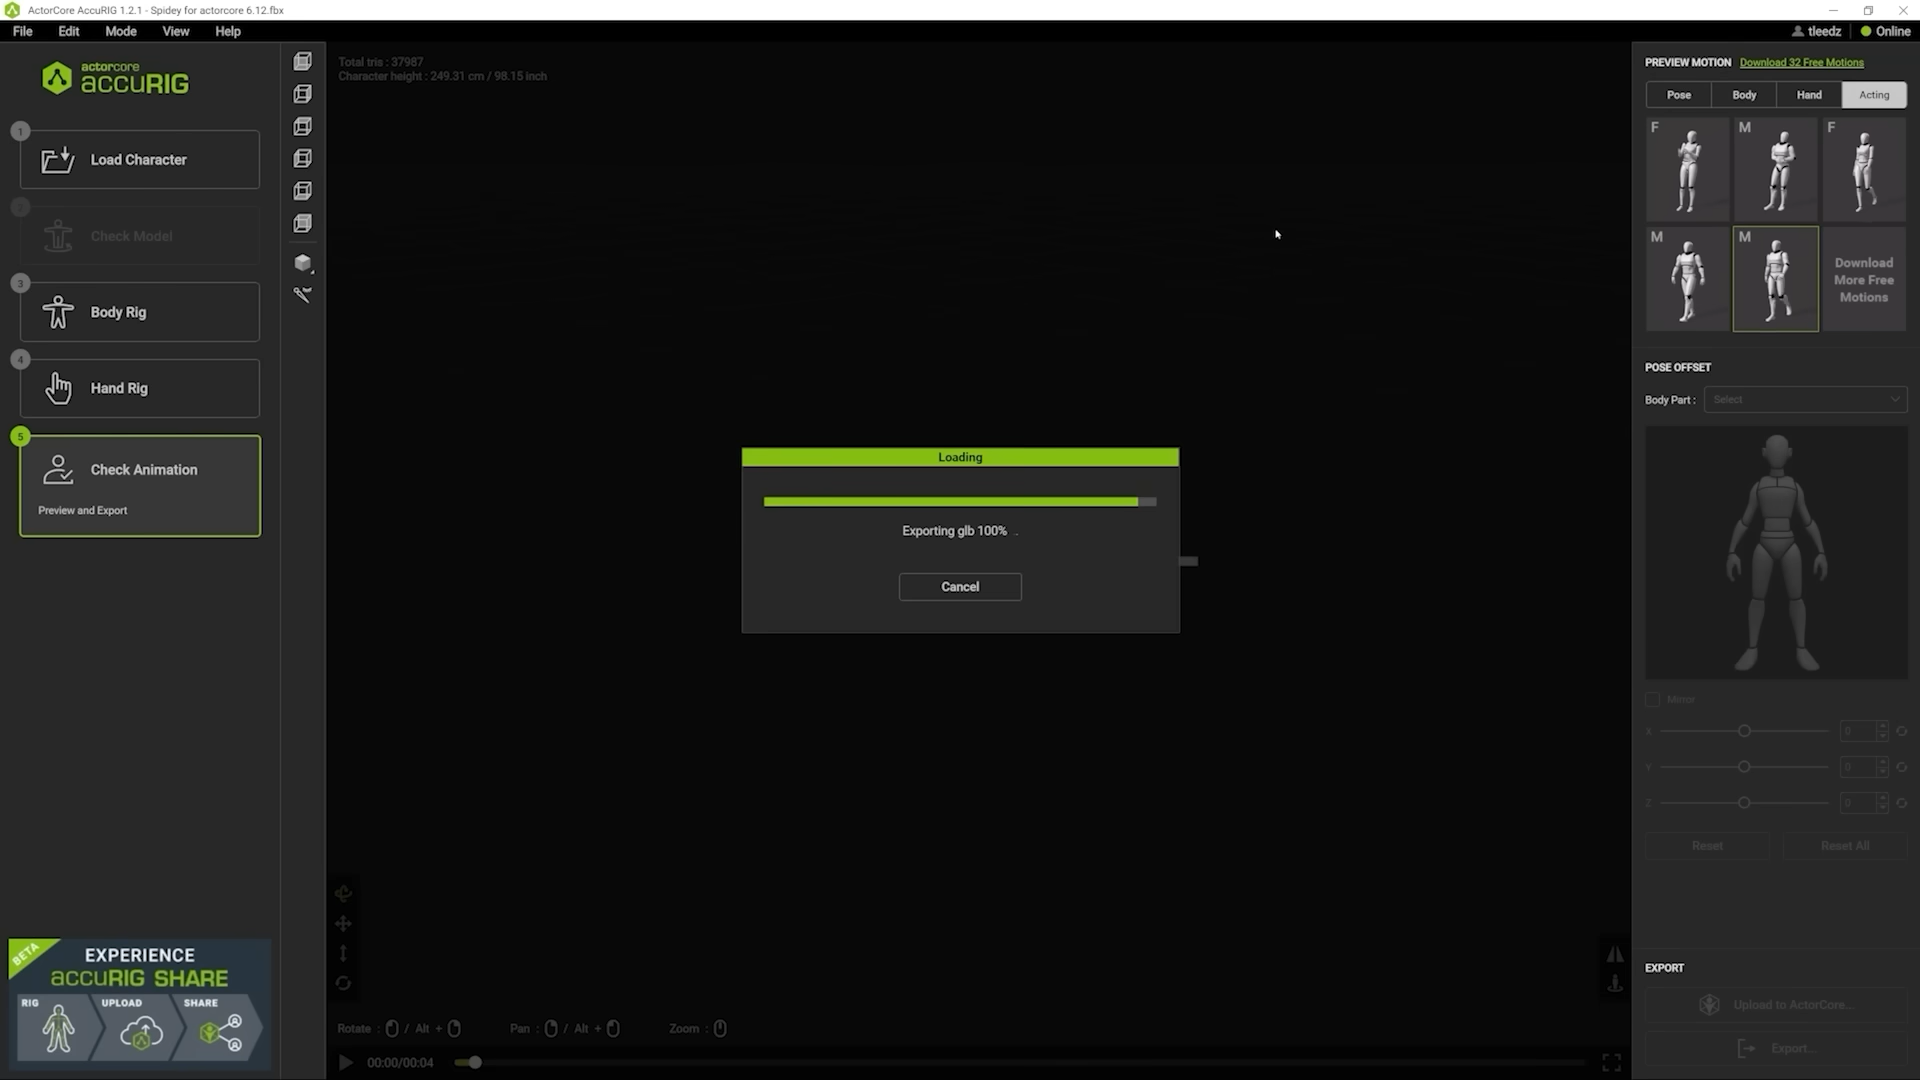 ActorCore AccuRIG 1.2.1 - Spidey for actorcore 6.12.fbx
File Edit Mode View Help
tleedz Online
actorcore
accuRIG
1
Load Character
Check Model
3
Body Rig
4
Hand Rig
5
Check Animation
Preview and Export
BETA
EXPERIENCE
accuRIG SHARE
RIG UPLOAD SHARE
Total tris : 37987
Character height : 249.31 cm / 98.15 inch
Loading
Exporting glb 100% ..
Cancel
Rotate : / Alt + Pan : / Alt + Zoom :
00:00/00:04
PREVIEW MOTION Download 32 Free Motions
Pose Body Hand Acting
F M F
M M
Download
More Free
Motions
POSE OFFSET
Body Part : Select
Mirror
X 0
Y 0
Z 0
Reset Reset All
EXPORT
Upload to ActorCore...
Export...